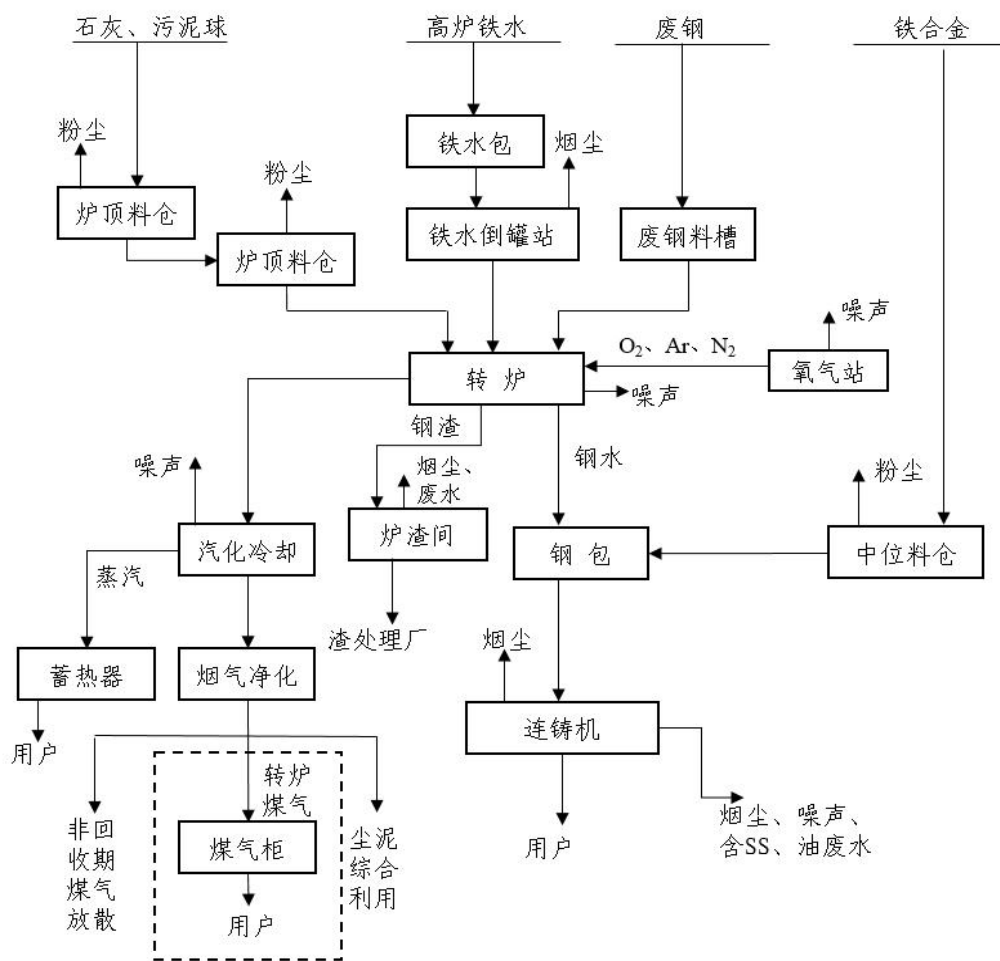 石灰、污泥球
高炉铁水
废钢
铁合金
粉尘
铁水包
烟尘
粉尘
炉顶料仓
铁水倒罐站
废钢料槽
炉顶料仓
噪声
O₂、Ar、N₂
转炉
氧气站
噪声
钢渣
钢水
噪声
烟尘、
废水
粉尘
汽化冷却
炉渣间
钢包
中位料仓
蒸汽
渣处理厂
烟尘
蓄热器
烟气净化
连铸机
用户
转炉
煤气
非回
收期
煤气
放散
煤气柜
尘泥
综合
利用
用户
用户
烟尘、噪声、
含SS、油废水